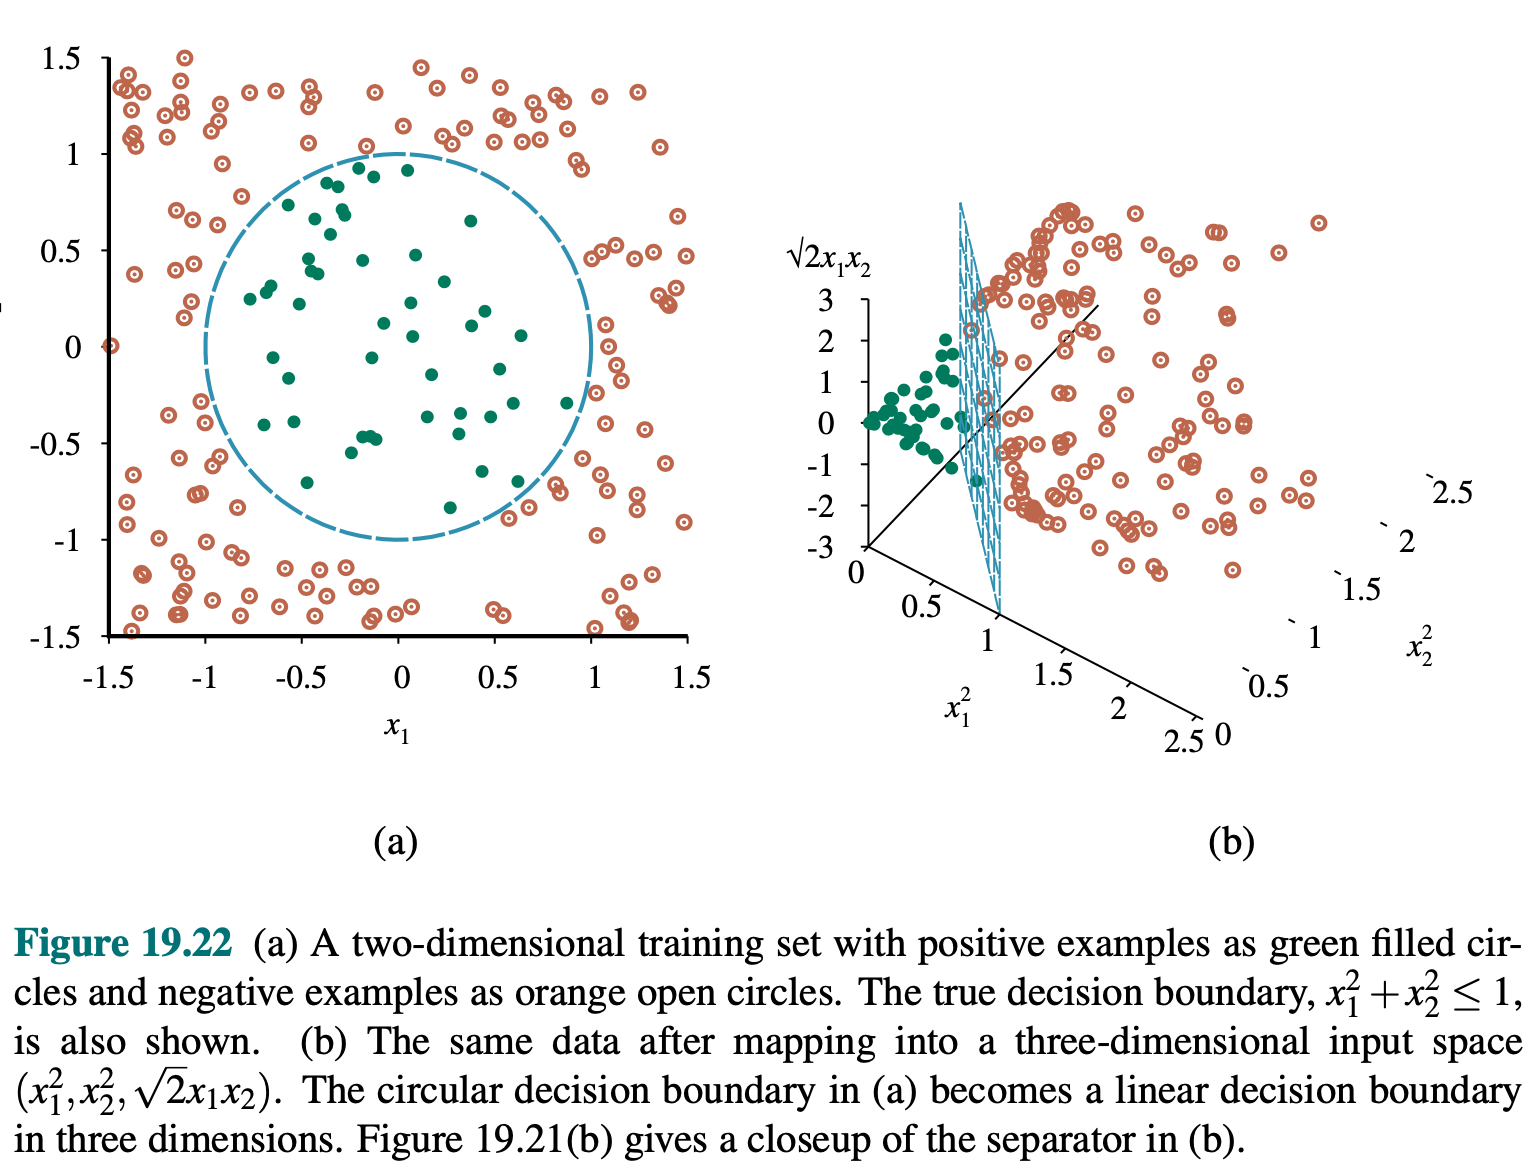 1.5
1
0.5
0
-0.5
-1
-1.5
-1.5 -1 -0.5 0 0.5 1 1.5
x₁
(a)
√2x₁x₂
3
2
1
0
-1
-2
-3
0
0.5
1
1.5
2
2.5
x₁²
0
0.5
1
1.5
2
2.5
x₂²
(b)
Figure 19.22 (a) A two-dimensional training set with positive examples as green filled cir-
cles and negative examples as orange open circles. The true decision boundary, x₁² + x₂² ≤ 1,
is also shown. (b) The same data after mapping into a three-dimensional input space
(x₁², x₂², √2x₁x₂). The circular decision boundary in (a) becomes a linear decision boundary
in three dimensions. Figure 19.21(b) gives a closeup of the separator in (b).